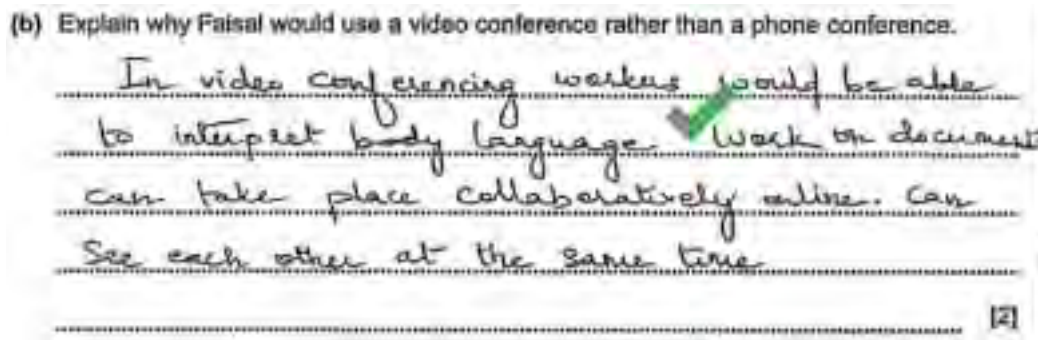 (b) Explain why Faisal would use a video conference rather than a phone conference.
In video conferencing workers would be able
to interpret body language. Work on document
can take place collaboratively online. Can
see each other at the same time
[2]